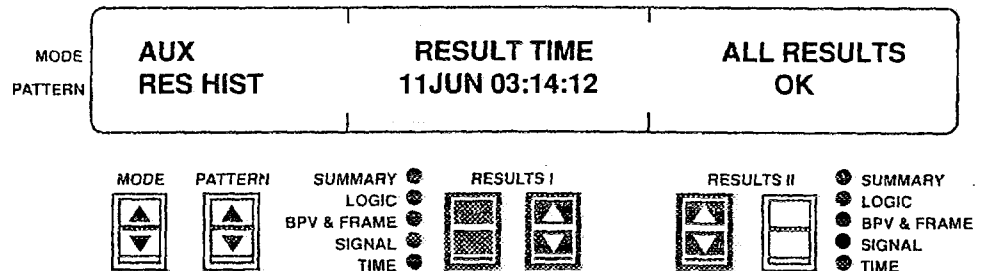 MODE AUX RESULT TIME ALL RESULTS
PATTERN RES HIST 11JUN 03:14:12 OK
MODE PATTERN SUMMARY RESULTS I RESULTS II SUMMARY
LOGIC LOGIC
BPV & FRAME BPV & FRAME
SIGNAL SIGNAL
TIME TIME